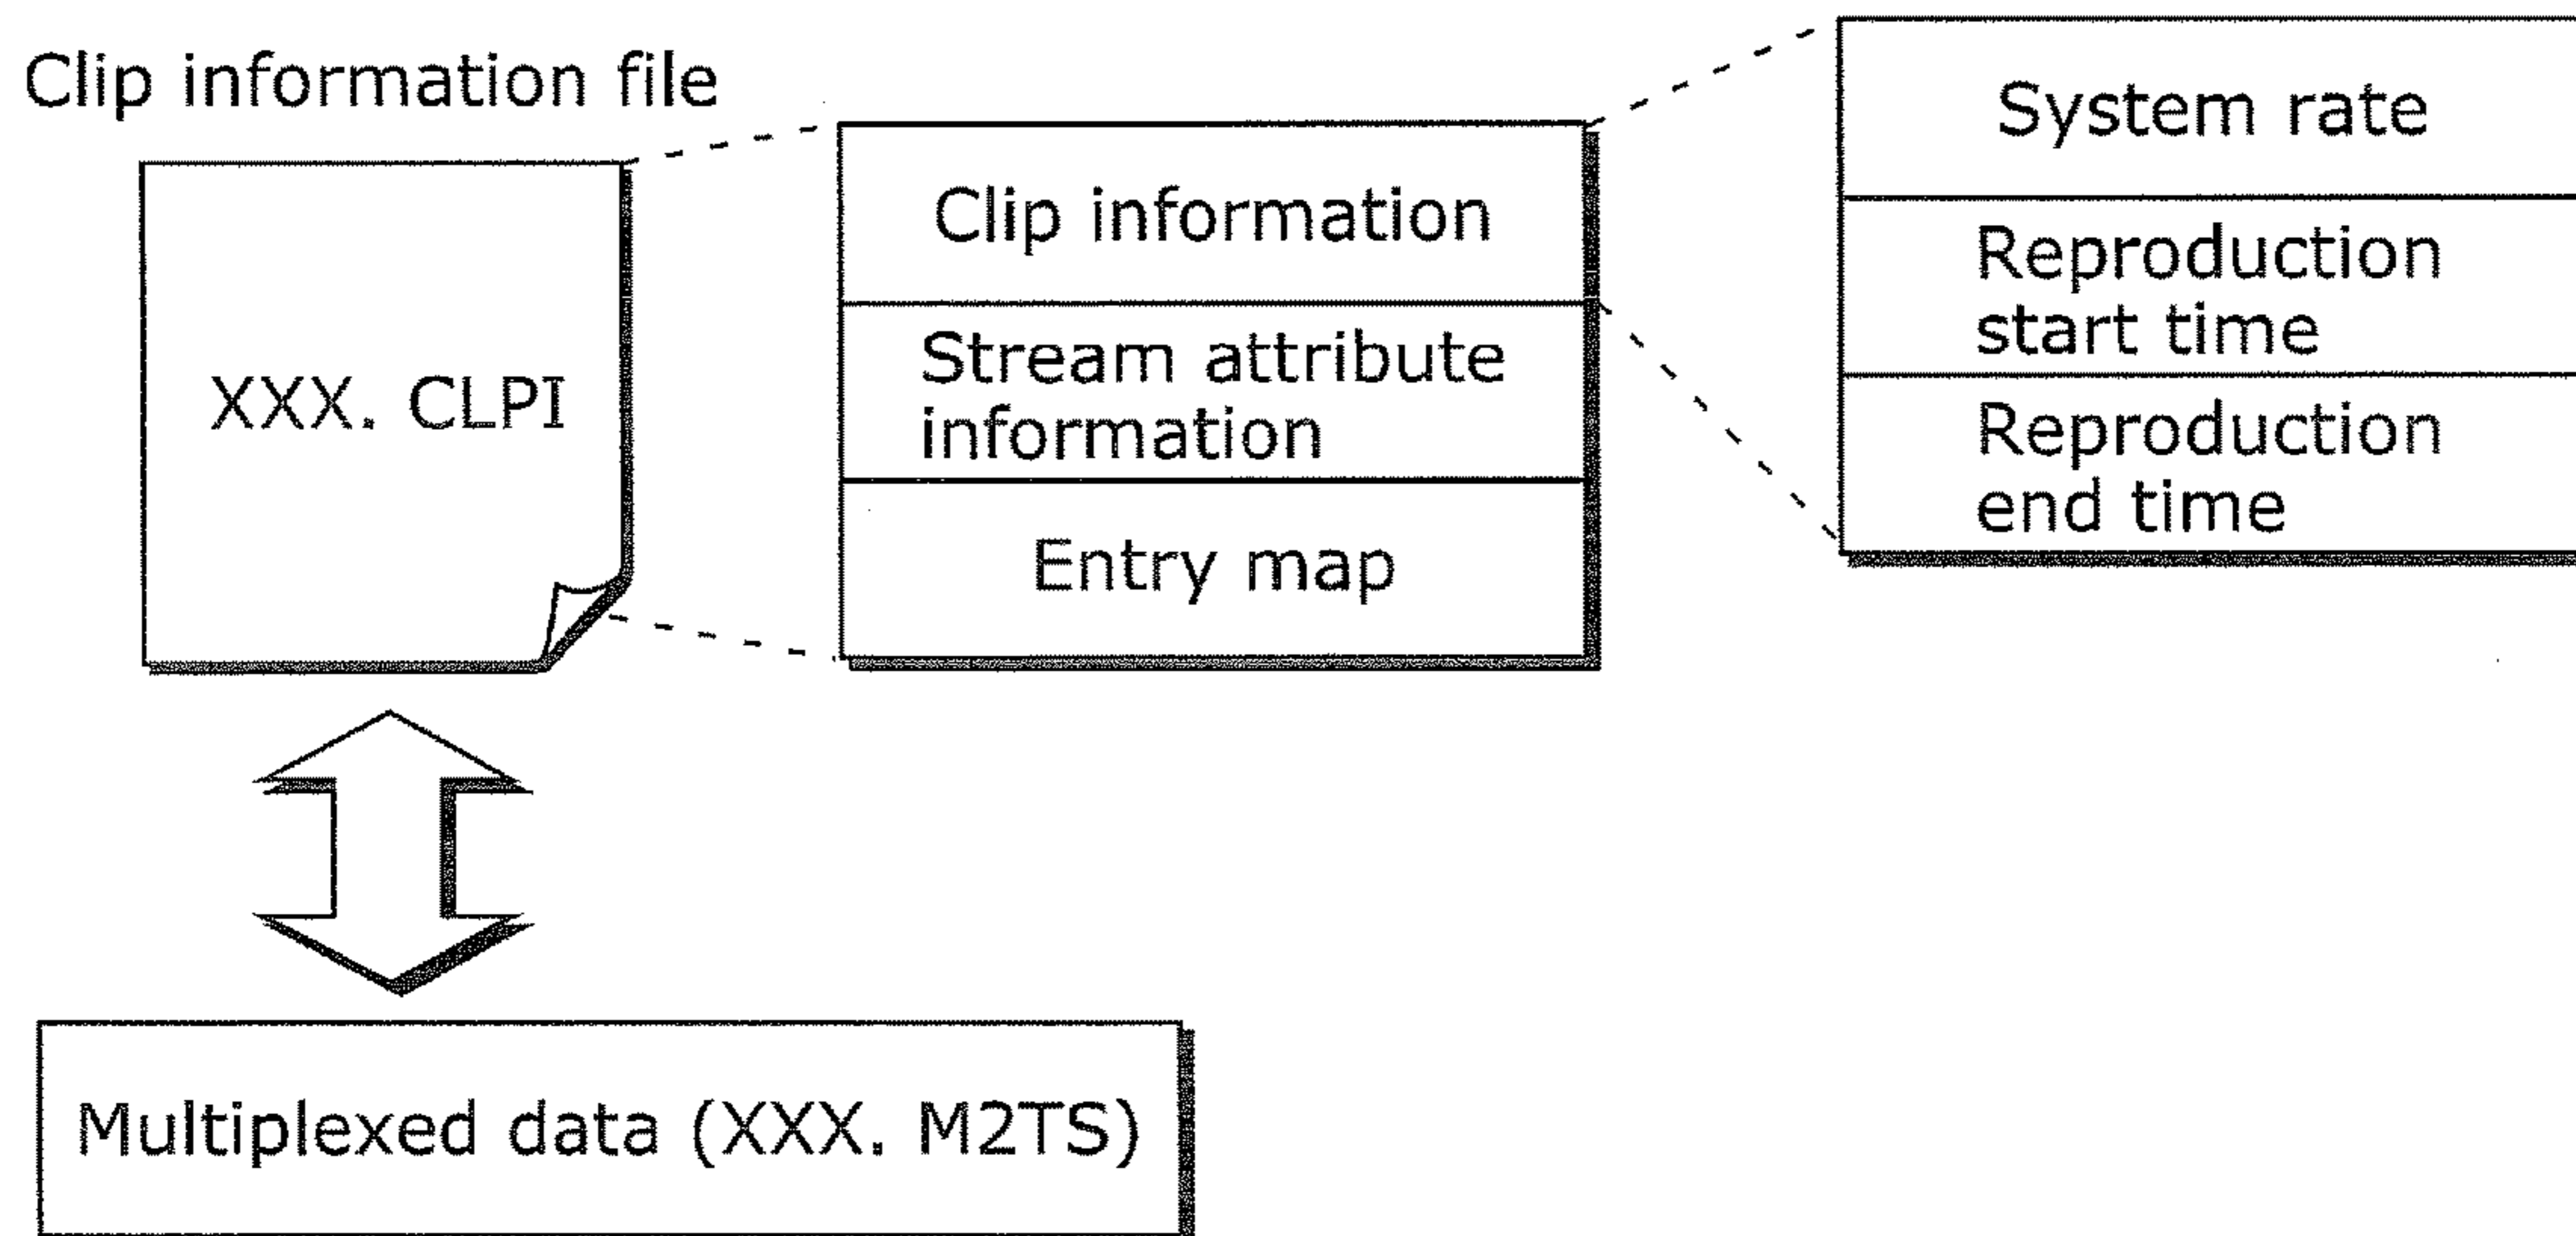 Clip information file
XXX. CLPI
Clip information
Stream attribute
information
Entry map
System rate
Reproduction
start time
Reproduction
end time
Multiplexed data (XXX. M2TS)